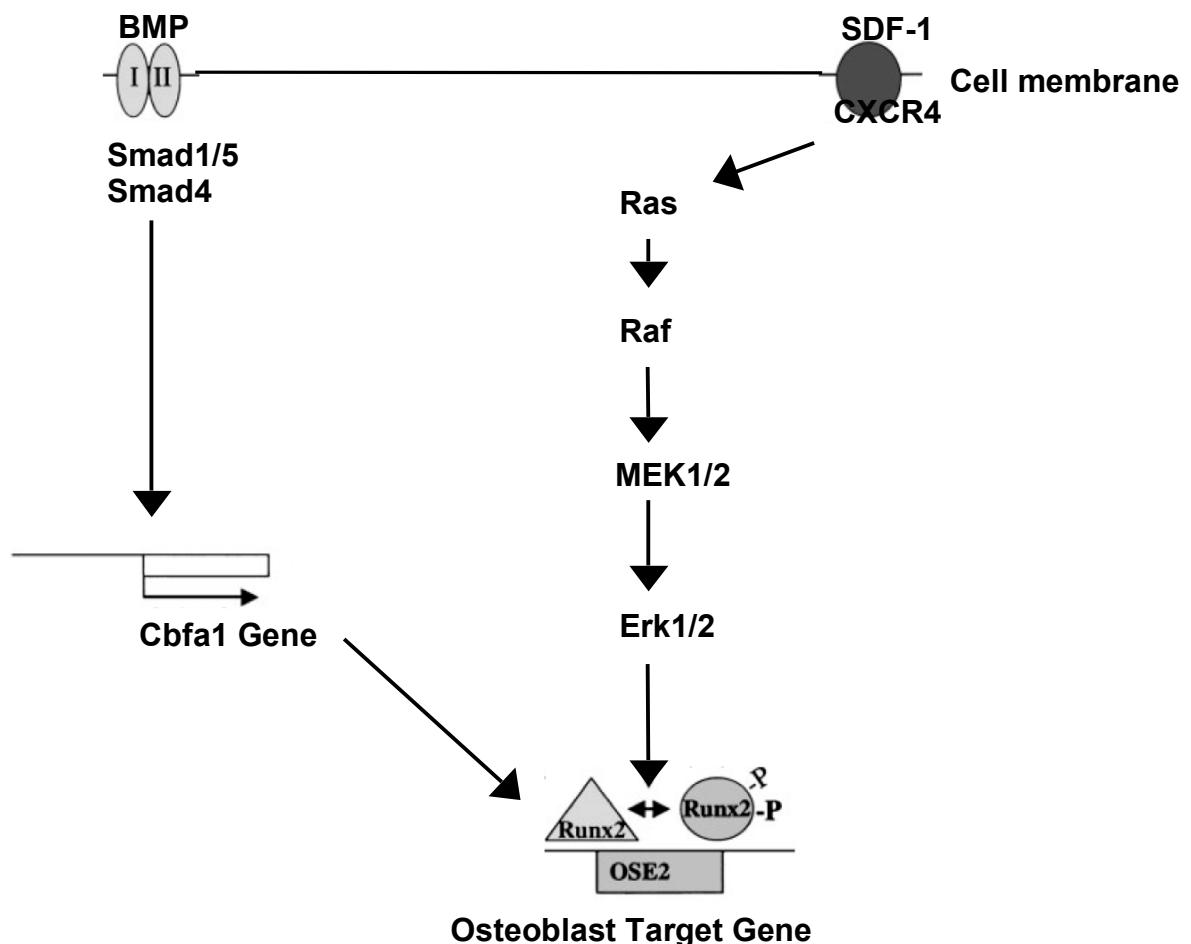 BMP
SDF-1
I II
Cell membrane
CXCR4
Smad1/5
Smad4
Ras
Raf
MEK1/2
Erk1/2
Cbfa1 Gene
-P
Runx2
Runx2 -P
OSE2
Osteoblast Target Gene